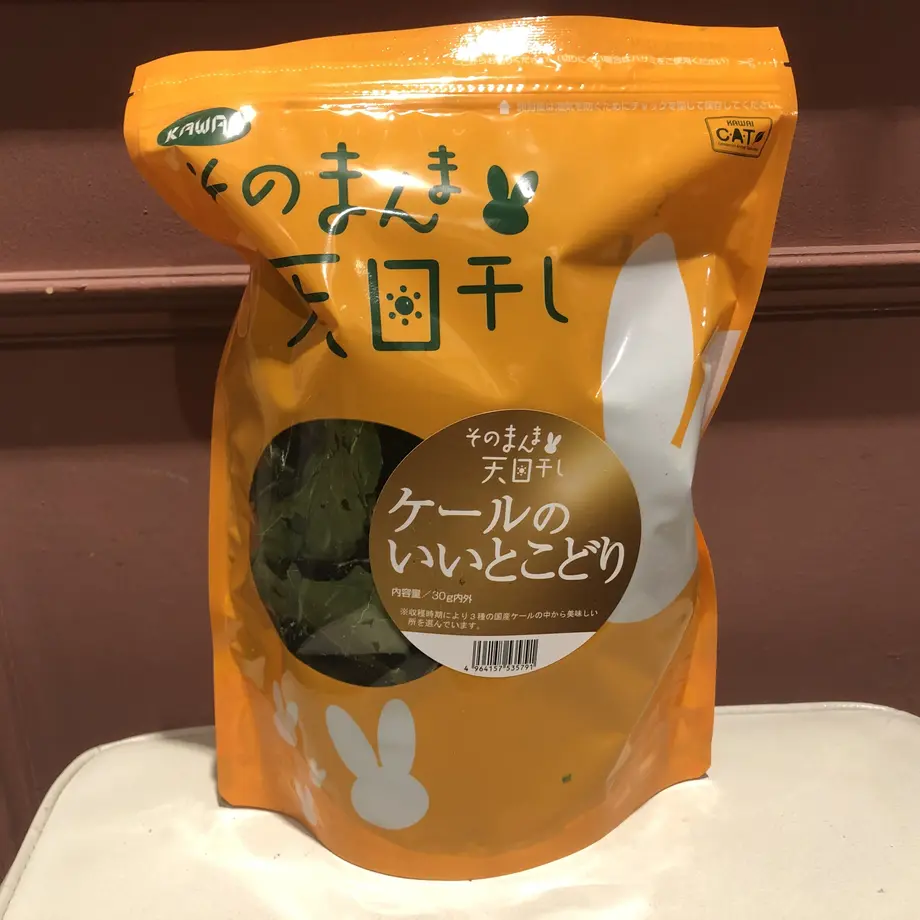 KAWAI
そのまんま
天日干し
KAWAI
C・A・T
そのまんま
天日干し
ケールの
いいとこどり
内容量/30g内外
※収穫時期により3種の国産ケールの中から美味しい
所を選んでいます。
4 964157 535791